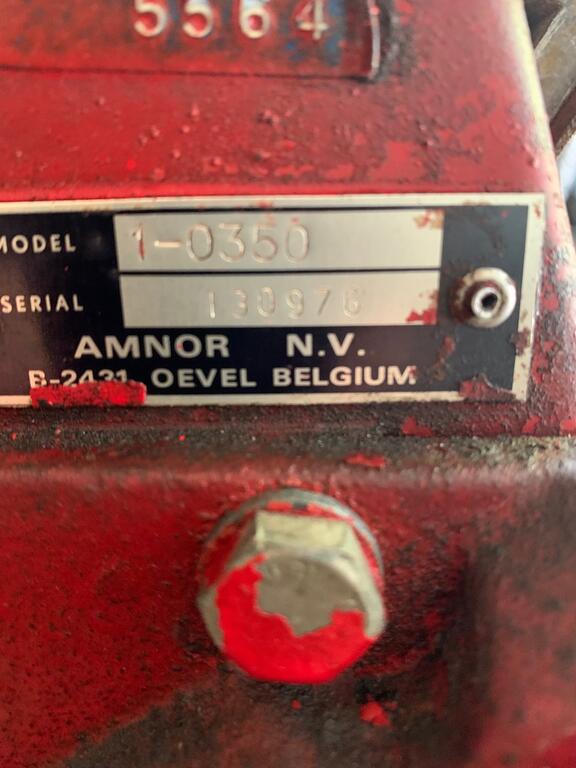 5564
MODEL 1-0350
SERIAL 130976
AMNOR N.V.
B-2431 OEVEL BELGIUM